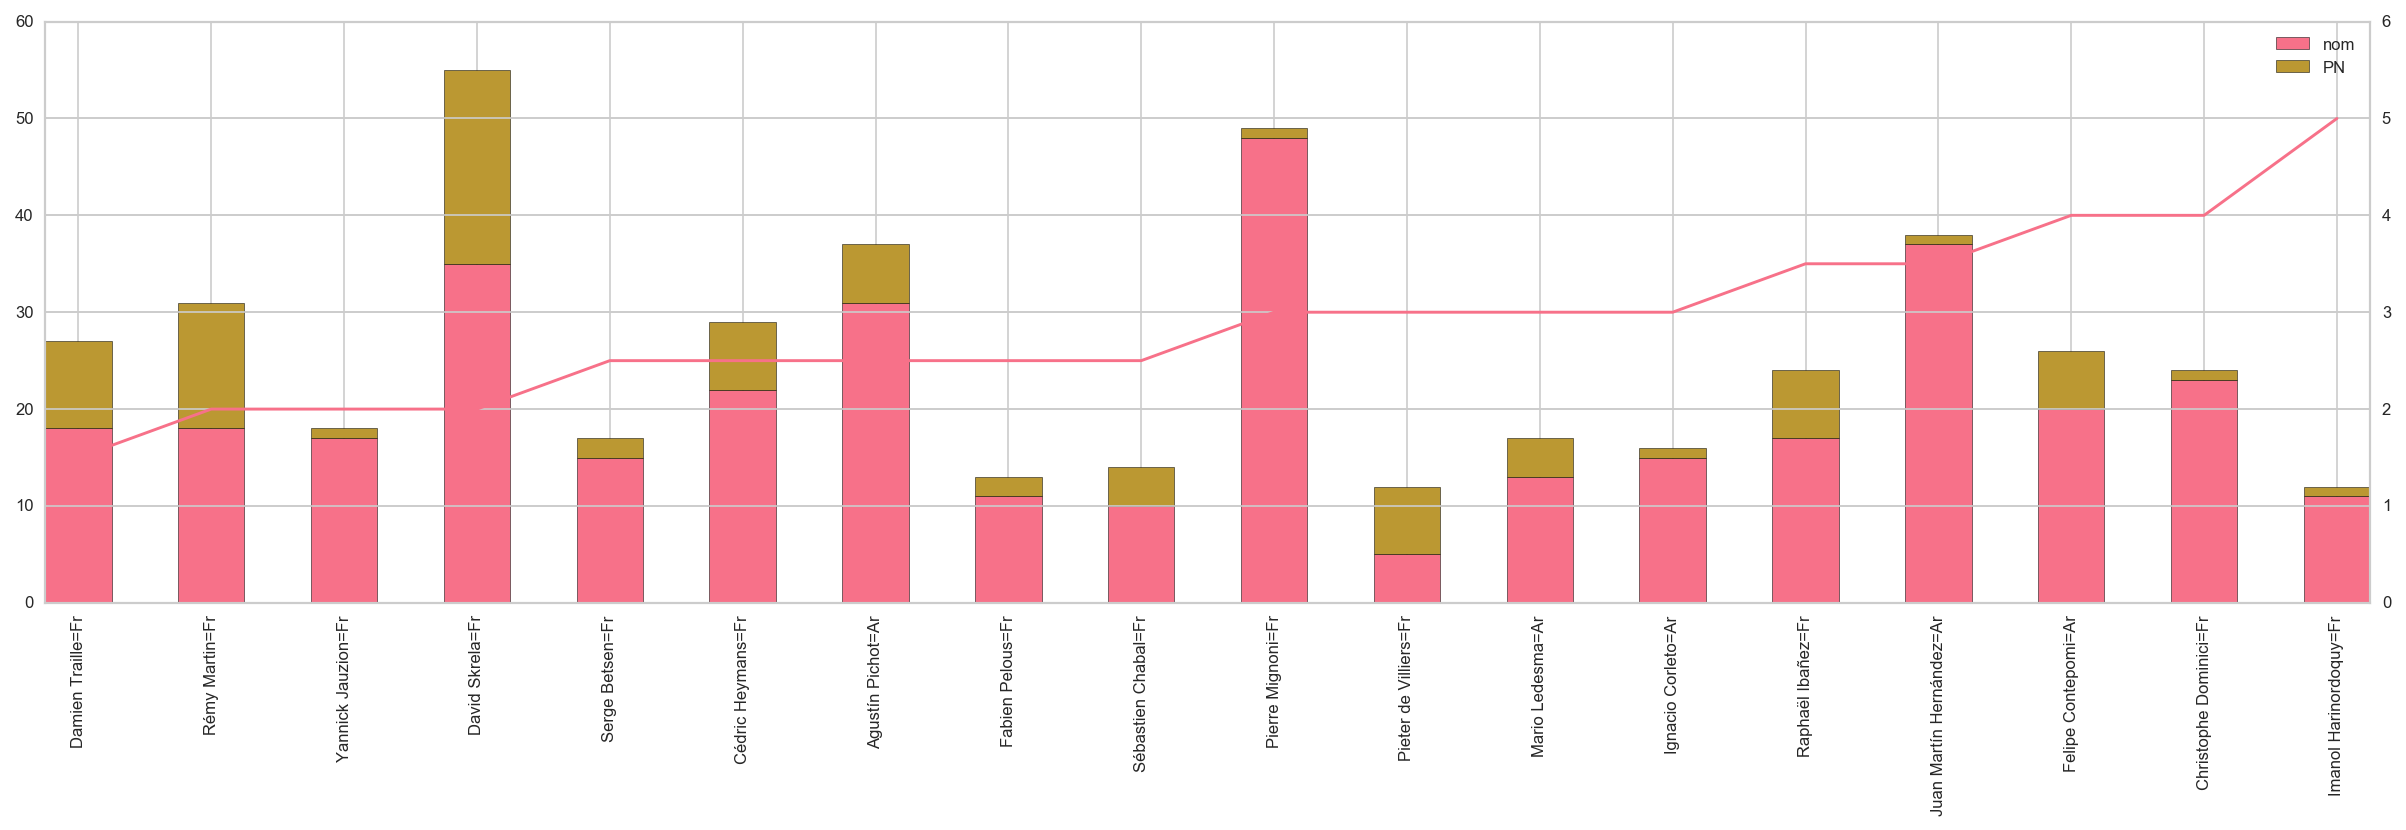 60
50
40
30
20
10
0
6
5
4
3
2
1
0
nom
PN
Damien Traille=Fr
Rémy Martin=Fr
Yannick Jauzion=Fr
David Skrela=Fr
Serge Betsen=Fr
Cédric Heymans=Fr
Agustín Pichot=Ar
Fabien Pelous=Fr
Sébastien Chabal=Fr
Pierre Mignoni=Fr
Pieter de Villiers=Fr
Mario Ledesma=Ar
Ignacio Corleto=Ar
Raphaël Ibañez=Fr
Juan Martín Hernández=Ar
Felipe Contepomi=Ar
Christophe Dominici=Fr
Imanol Harinordoquy=Fr